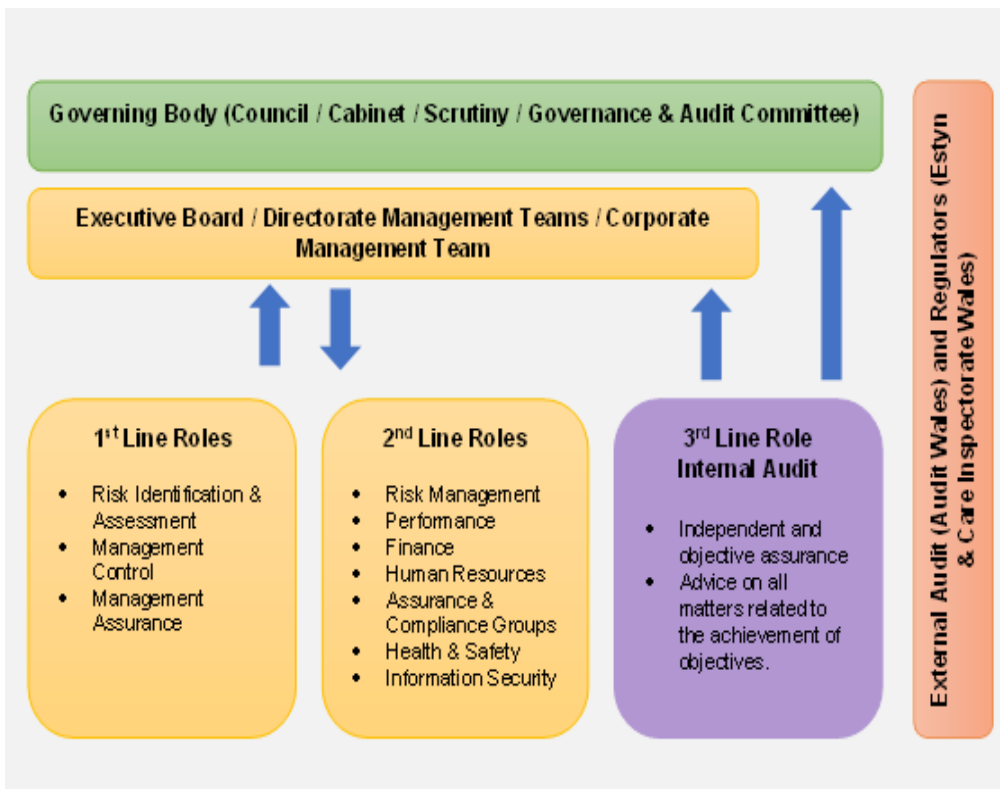 Governing Body (Council / Cabinet / Scrutiny / Governance & Audit Committee)
Executive Board / Directorate Management Teams / Corporate
Management Team
1st Line Roles
• Risk Identification &
Assessment
• Management
Control
• Management
Assurance
2nd Line Roles
• Risk Management
• Performance
• Finance
• Human Resources
• Assurance &
Compliance Groups
• Health & Safety
• Information Security
3rd Line Role
Internal Audit
• Independent and
objective assurance
• Advice on all
matters related to
the achievement of
objectives.
External Audit (Audit Wales) and Regulators (Estyn
& Care Inspectorate Wales)